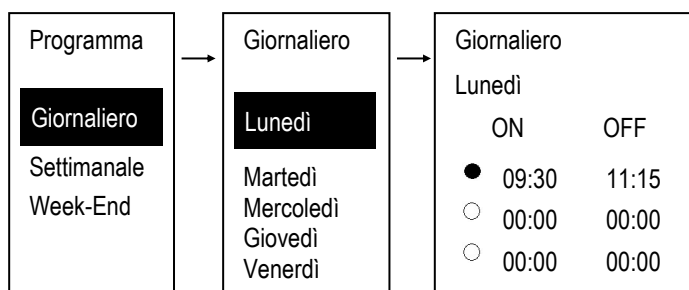 Programma
Giornaliero
Settimanale
Week-End
Giornaliero
Lunedì
Martedì
Mercoledì
Giovedì
Venerdì
Giornaliero
Lunedì
ON OFF
09:30 11:15
00:00 00:00
00:00 00:00